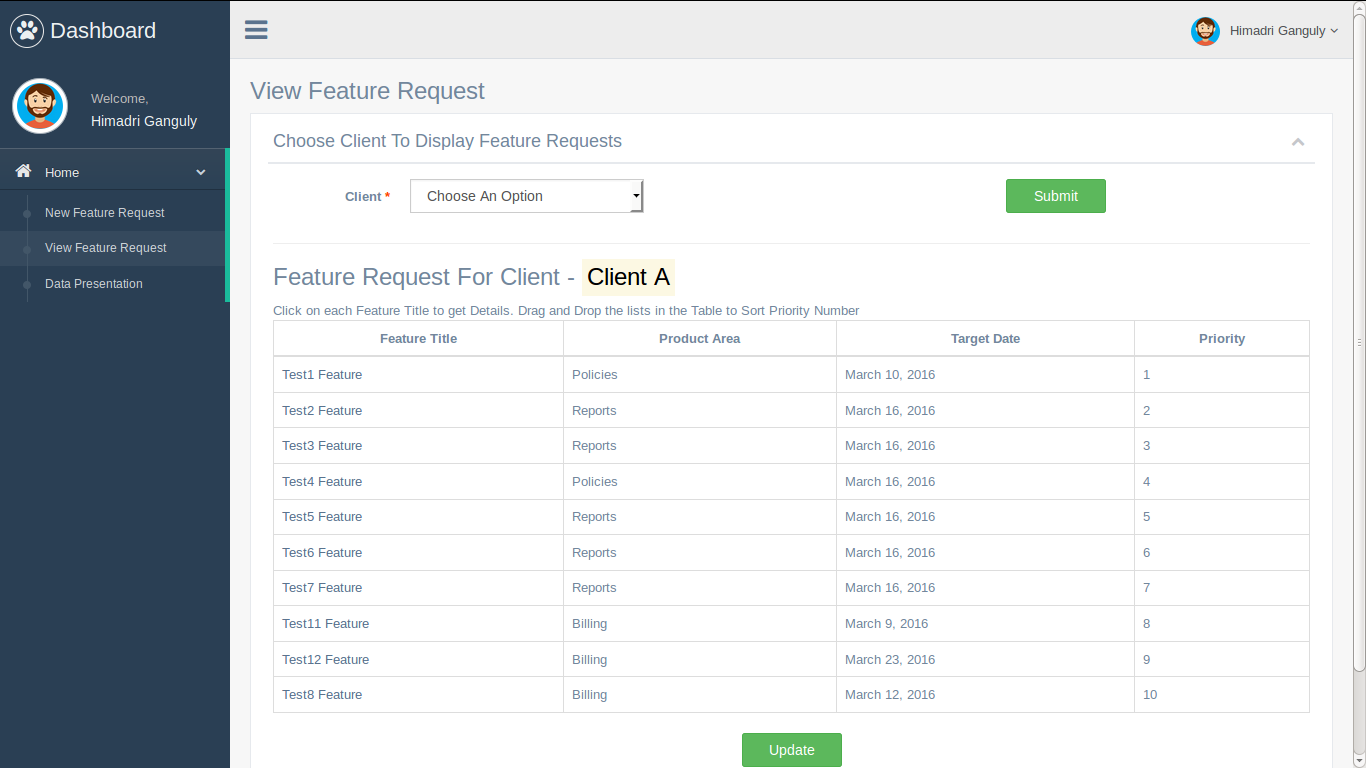 Dashboard
Himadri Ganguly
Welcome,
Himadri Ganguly
Home
New Feature Request
View Feature Request
Data Presentation
View Feature Request
Choose Client To Display Feature Requests
Client * Choose An Option Submit
Feature Request For Client - Client A
Click on each Feature Title to get Details. Drag and Drop the lists in the Table to Sort Priority Number
Feature Title Product Area Target Date Priority
Test1 Feature Policies March 10, 2016 1
Test2 Feature Reports March 16, 2016 2
Test3 Feature Reports March 16, 2016 3
Test4 Feature Policies March 16, 2016 4
Test5 Feature Reports March 16, 2016 5
Test6 Feature Reports March 16, 2016 6
Test7 Feature Reports March 16, 2016 7
Test11 Feature Billing March 9, 2016 8
Test12 Feature Billing March 23, 2016 9
Test8 Feature Billing March 12, 2016 10
Update